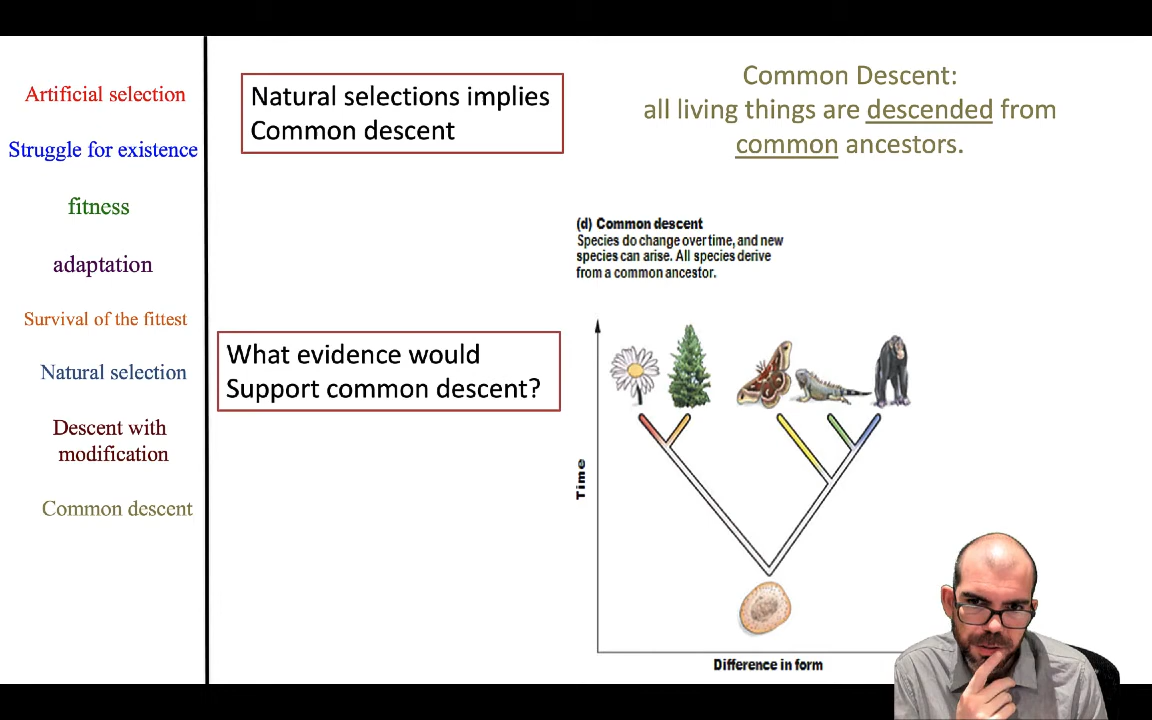 Artificial selection
Struggle for existence
fitness
adaptation
Survival of the fittest
Natural selection
Descent with
modification
Common descent
Natural selections implies
Common descent
What evidence would
Support common descent?
Common Descent:
all living things are descended from
common ancestors.
(d) Common descent
Species do change over time, and new
species can arise. All species derive
from a common ancestor.
Time
Difference in form